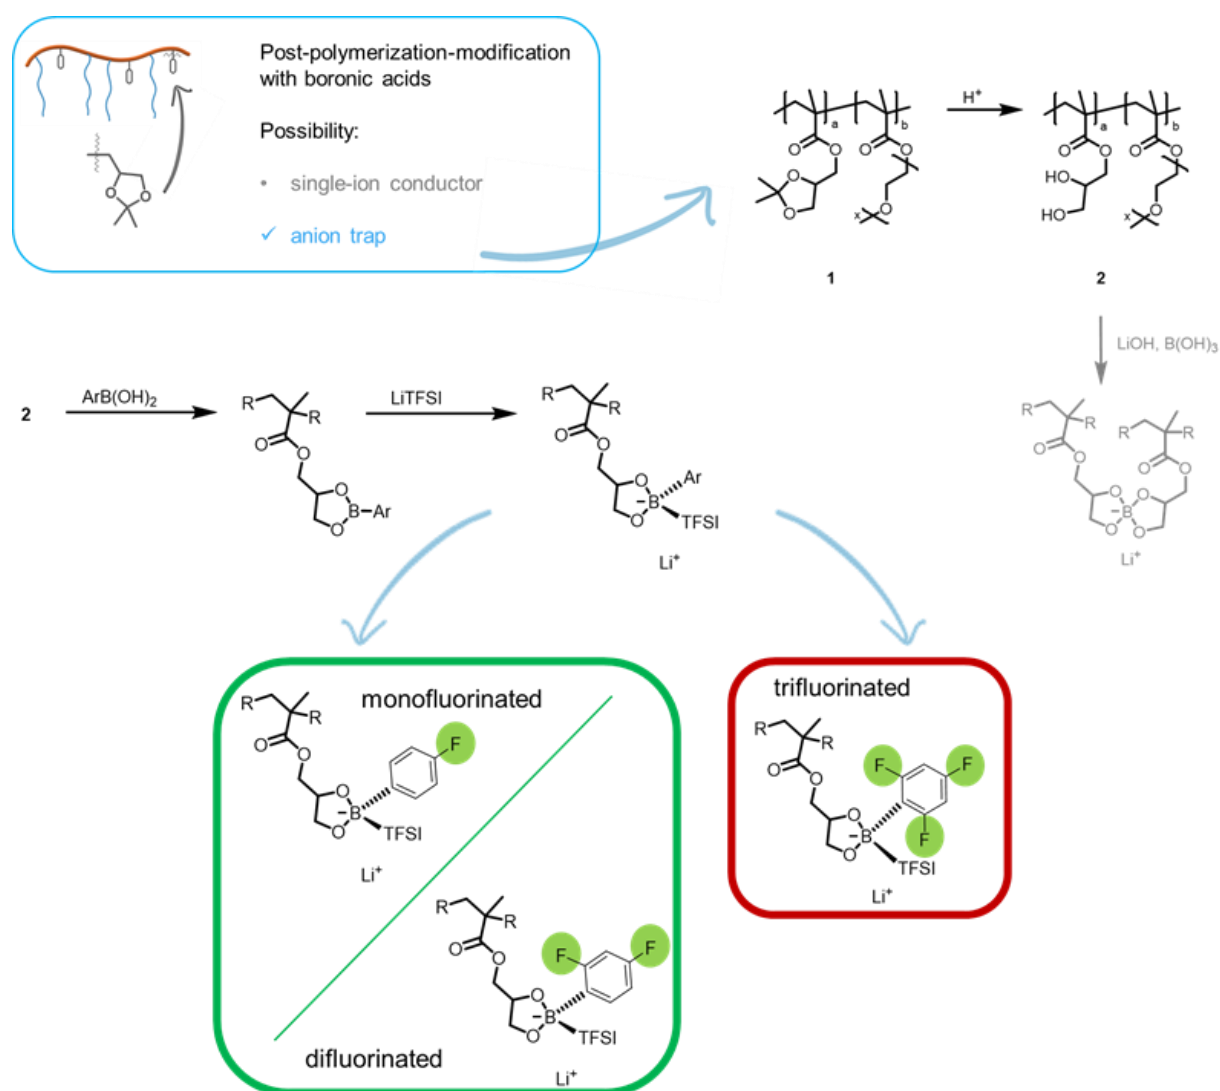 Post-polymerization-modification
with boronic acids
Possibility:
• single-ion conductor
✓ anion trap
O
O
H⁺
a
b
O
O
O
O
O
O
O
x
1
a
b
O
O
O
O
HO
HO
O
x
2
LiOH, B(OH)₃
2
ArB(OH)₂
LiTFSI
R
R
O
O
O
B
Ar
O
R
R
O
O
O
Ar
B
O
TFSI
Li⁺
R
R
R
R
O
O
O
O
O
O
B
O
O
Li⁺
monofluorinated
R
R
F
O
O
O
B
O
TFSI
Li⁺
R
R
O
O
F
F
O
B
O
TFSI
Li⁺
difluorinated
trifluorinated
R
R
O
O
F
F
F
O
B
O
TFSI
Li⁺